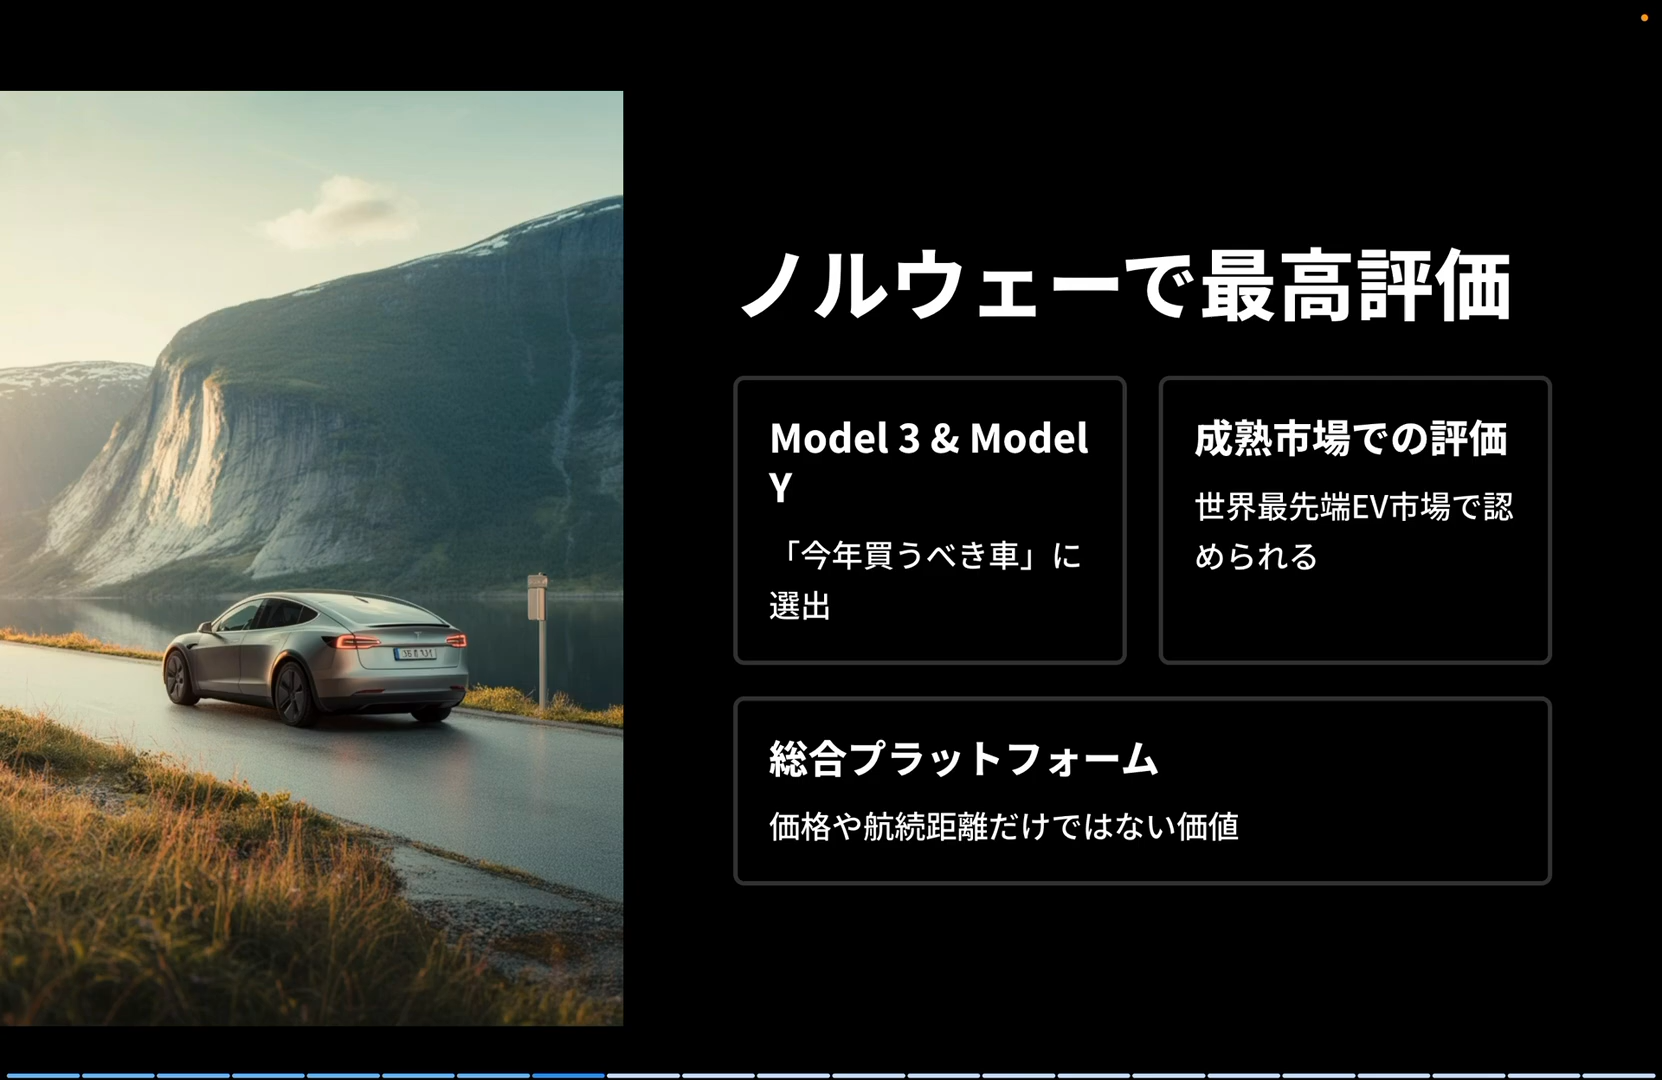 ノルウェーで最高評価
Model 3 & Model
Y
「今年買うべき車」に
選出
成熟市場での評価
世界最先端EV市場で認
められる
総合プラットフォーム
価格や航続距離だけではない価値